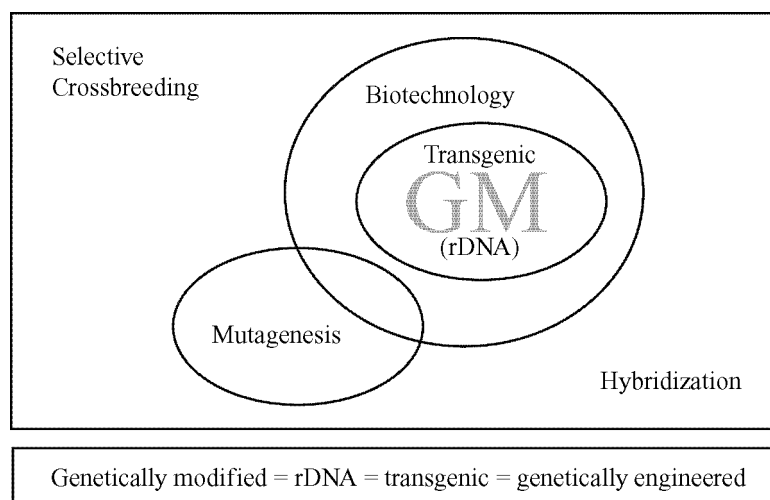 Selective
Crossbreeding
Biotechnology
Transgenic
GM
(rDNA)
Mutagenesis
Hybridization
Genetically modified = rDNA = transgenic = genetically engineered